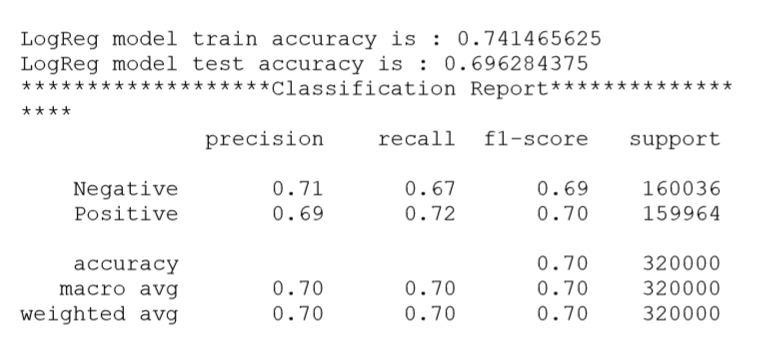 LogReg model train accuracy is : 0.741465625
LogReg model test accuracy is : 0.696284375
*******************Classification Report**************
****
precision recall f1-score support
Negative 0.71 0.67 0.69 160036
Positive 0.69 0.72 0.70 159964
accuracy 0.70 320000
macro avg 0.70 0.70 0.70 320000
weighted avg 0.70 0.70 0.70 320000